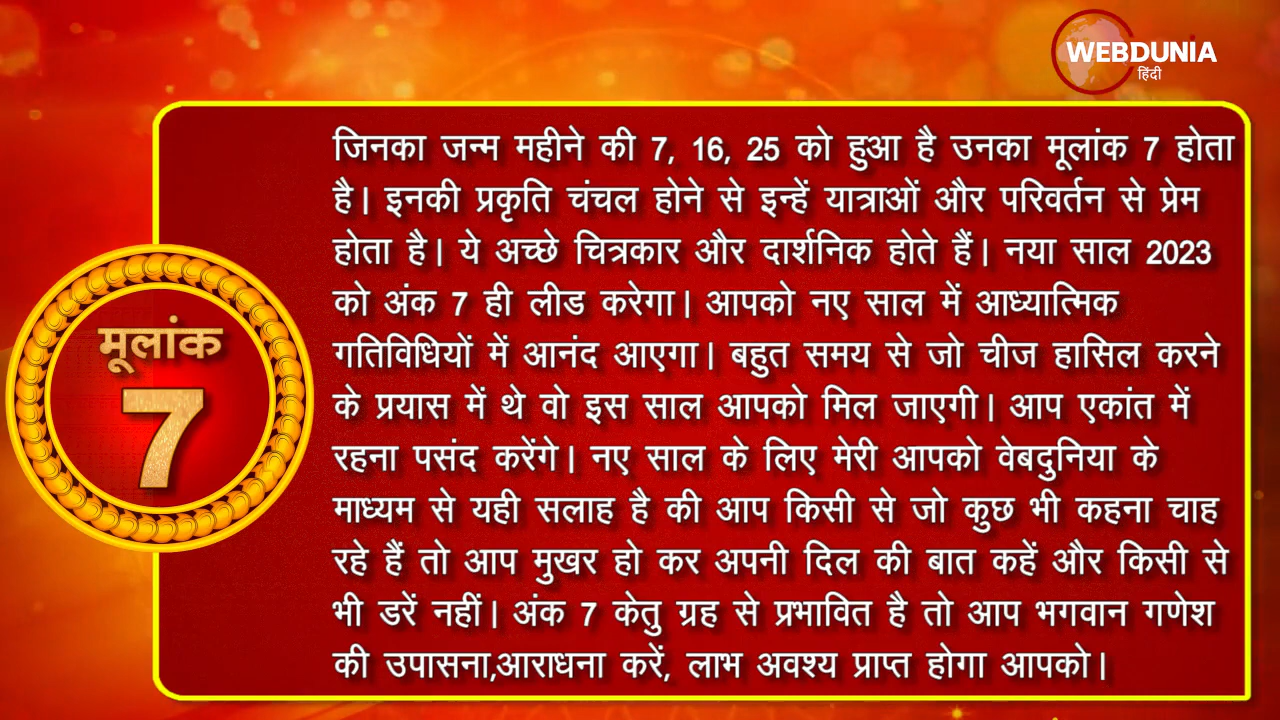 WEBDUNIA
हिंदी
जिनका जन्म महीने की 7, 16, 25 को हुआ है उनका मूलांक 7 होता
है। इनकी प्रकृति चंचल होने से इन्हें यात्राओं और परिवर्तन से प्रेम
होता है। ये अच्छे चित्रकार और दार्शनिक होते हैं। नया साल 2023
को अंक 7 ही लीड करेगा। आपको नए साल में आध्यात्मिक
गतिविधियों में आनंद आएगा। बहुत समय से जो चीज हासिल करने
के प्रयास में थे वो इस साल आपको मिल जाएगी। आप एकांत में
रहना पसंद करेंगे। नए साल के लिए मेरी आपको वेबदुनिया के
माध्यम से यही सलाह है की आप किसी से जो कुछ भी कहना चाह
रहे हैं तो आप मुखर हो कर अपनी दिल की बात कहें और किसी से
भी डरें नहीं। अंक 7 केतु ग्रह से प्रभावित है तो आप भगवान गणेश
की उपासना,आराधना करें, लाभ अवश्य प्राप्त होगा आपको।
मूलांक
7